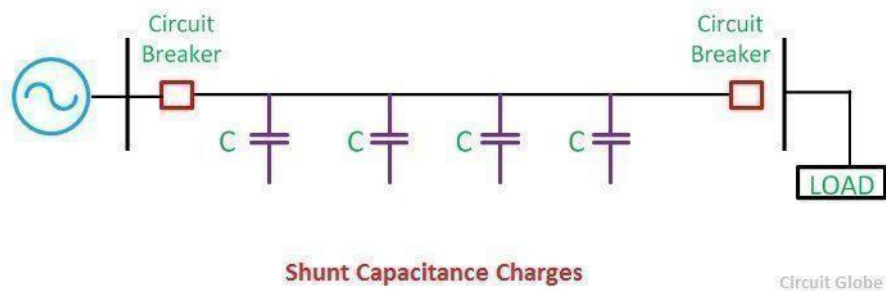 Circuit
Breaker
Circuit
Breaker
C
C
C
C
LOAD
Shunt Capacitance Charges
Circuit Globe